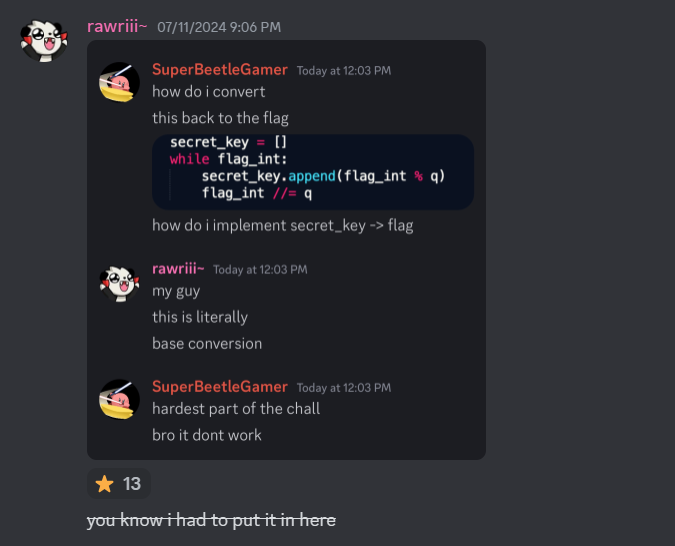 rawriii~ 07/11/2024 9:06 PM
SuperBeetleGamer Today at 12:03 PM
how do i convert
this back to the flag
secret_key = []
while flag_int:
    secret_key.append(flag_int % q)
    flag_int //= q
how do i implement secret_key -> flag
rawriii~ Today at 12:03 PM
my guy
this is literally
base conversion
SuperBeetleGamer Today at 12:03 PM
hardest part of the chall
bro it dont work
13
you know i had to put it in here